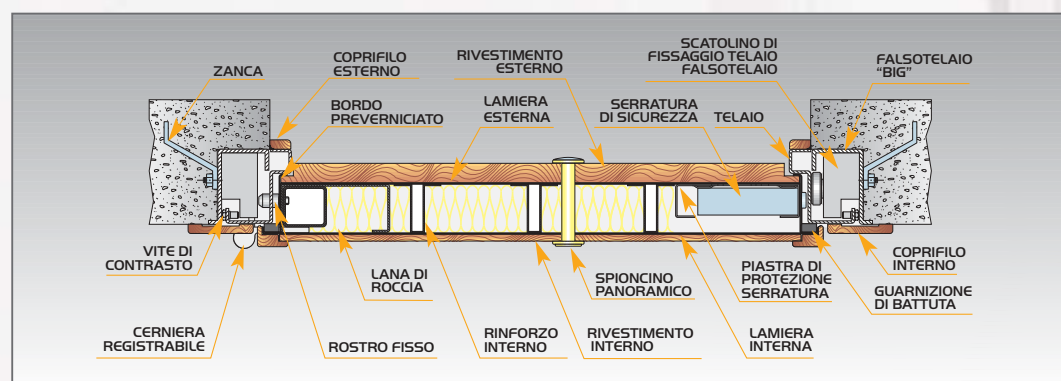 ZANCA
COPRIFILO
ESTERNO
BORDO
PREVERNICIATO
RIVESTIMENTO
ESTERNO
LAMIERA
ESTERNA
SERRATURA
DI SICUREZZA
SCATOLINO DI
FISSAGGIO TELAIO
FALSOTELAIO
TELAIO
FALSOTELAIO
"BIG"
VITE DI
CONTRASTO
CERNIERA
REGISTRABILE
LANA DI
ROCCIA
ROSTRO FISSO
RINFORZO
INTERNO
SPIONCINO
PANORAMICO
RIVESTIMENTO
INTERNO
PIASTRA DI
PROTEZIONE
SERRATURA
LAMIERA
INTERNA
COPRIFILO
INTERNO
GUARNIZIONE
DI BATTUTA